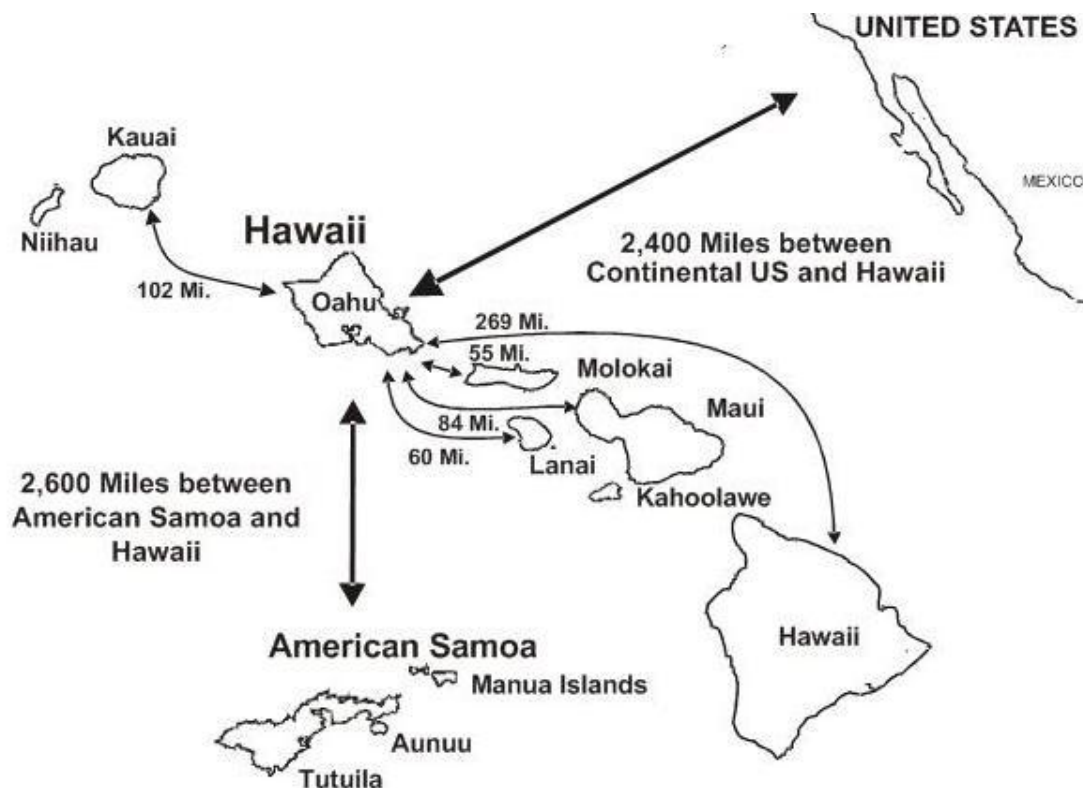 UNITED STATES
Kauai
MEXICO
Niihau
Hawaii
2,400 Miles between
Continental US and Hawaii
102 Mi.
Oahu
269 Mi.
55 Mi.
Molokai
Maui
84 Mi.
60 Mi.
Lanai
Kahoolawe
2,600 Miles between
American Samoa and
Hawaii
Hawaii
American Samoa
Manua Islands
Aunuu
Tutuila